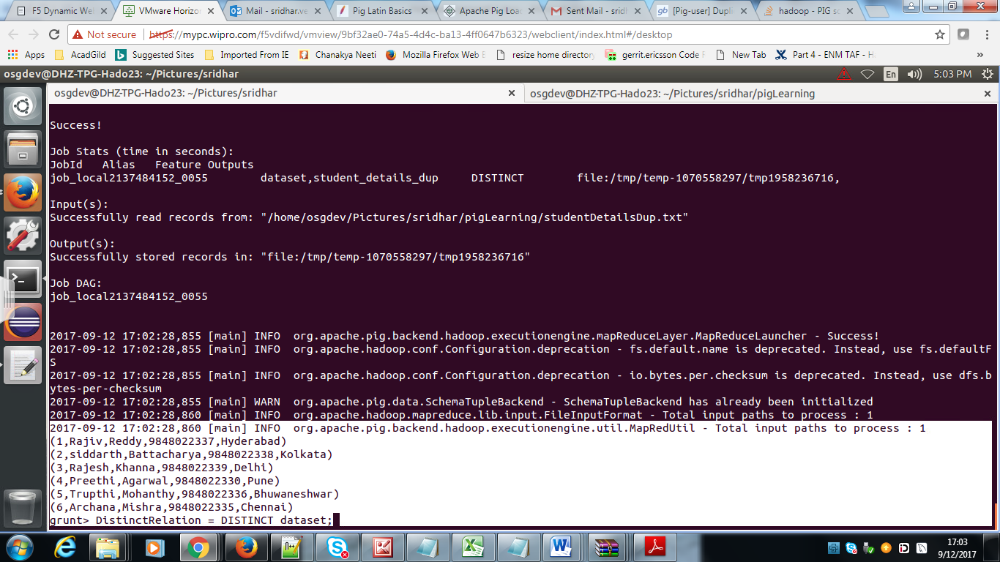 F5 Dynamic Web
VMware Horizon
Mail - sridhar.ve
Pig Latin Basics
Apache Pig Loa
Sent Mail - sridh
[Pig-user] Dupli
hadoop - PIG sc
Not secure
https://mypc.wipro.com/f5vdifwd/vmview/9bf32ae0-74a5-4d4c-ba13-4ff0647b6323/webclient/index.html#/desktop
Apps
AcadGild
Suggested Sites
Imported From IE
Chanakya Neeti
Mozilla Firefox Web
resize home directory
gerrit.ericsson Code
New Tab
Part 4 - ENM TAF -
»
osgdev@DHZ-TPG-Hado23: ~/Pictures/sridhar
En
5:03 PM
osgdev@DHZ-TPG-Hado23: ~/Pictures/sridhar
osgdev@DHZ-TPG-Hado23: ~/Pictures/sridhar/pigLearning
Success!
Job Stats (time in seconds):
JobId Alias Feature Outputs
job_local2137484152_0055 dataset,student_details_dup DISTINCT file:/tmp/temp-1070558297/tmp1958236716,
Input(s):
Successfully read records from: "/home/osgdev/Pictures/sridhar/pigLearning/studentDetailsDup.txt"
Output(s):
Successfully stored records in: "file:/tmp/temp-1070558297/tmp1958236716"
Job DAG:
job_local2137484152_0055
2017-09-12 17:02:28,855 [main] INFO org.apache.pig.backend.hadoop.executionengine.mapReduceLayer.MapReduceLauncher - Success!
2017-09-12 17:02:28,855 [main] INFO org.apache.hadoop.conf.Configuration.deprecation - fs.default.name is deprecated. Instead, use fs.defaultF
S
2017-09-12 17:02:28,855 [main] INFO org.apache.hadoop.conf.Configuration.deprecation - io.bytes.per.checksum is deprecated. Instead, use dfs.b
ytes-per-checksum
2017-09-12 17:02:28,855 [main] WARN org.apache.pig.data.SchemaTupleBackend - SchemaTupleBackend has already been initialized
2017-09-12 17:02:28,860 [main] INFO org.apache.hadoop.mapreduce.lib.input.FileInputFormat - Total input paths to process : 1
2017-09-12 17:02:28,860 [main] INFO org.apache.pig.backend.hadoop.executionengine.util.MapRedUtil - Total input paths to process : 1
(1,Rajiv,Reddy,9848022337,Hyderabad)
(2,siddarth,Battacharya,9848022338,Kolkata)
(3,Rajesh,Khanna,9848022339,Delhi)
(4,Preethi,Agarwal,9848022330,Pune)
(5,Trupthi,Mohanthy,9848022336,Bhuwaneshwar)
(6,Archana,Mishra,9848022335,Chennai)
grunt> DistinctRelation = DISTINCT dataset;
17:03
9/12/2017